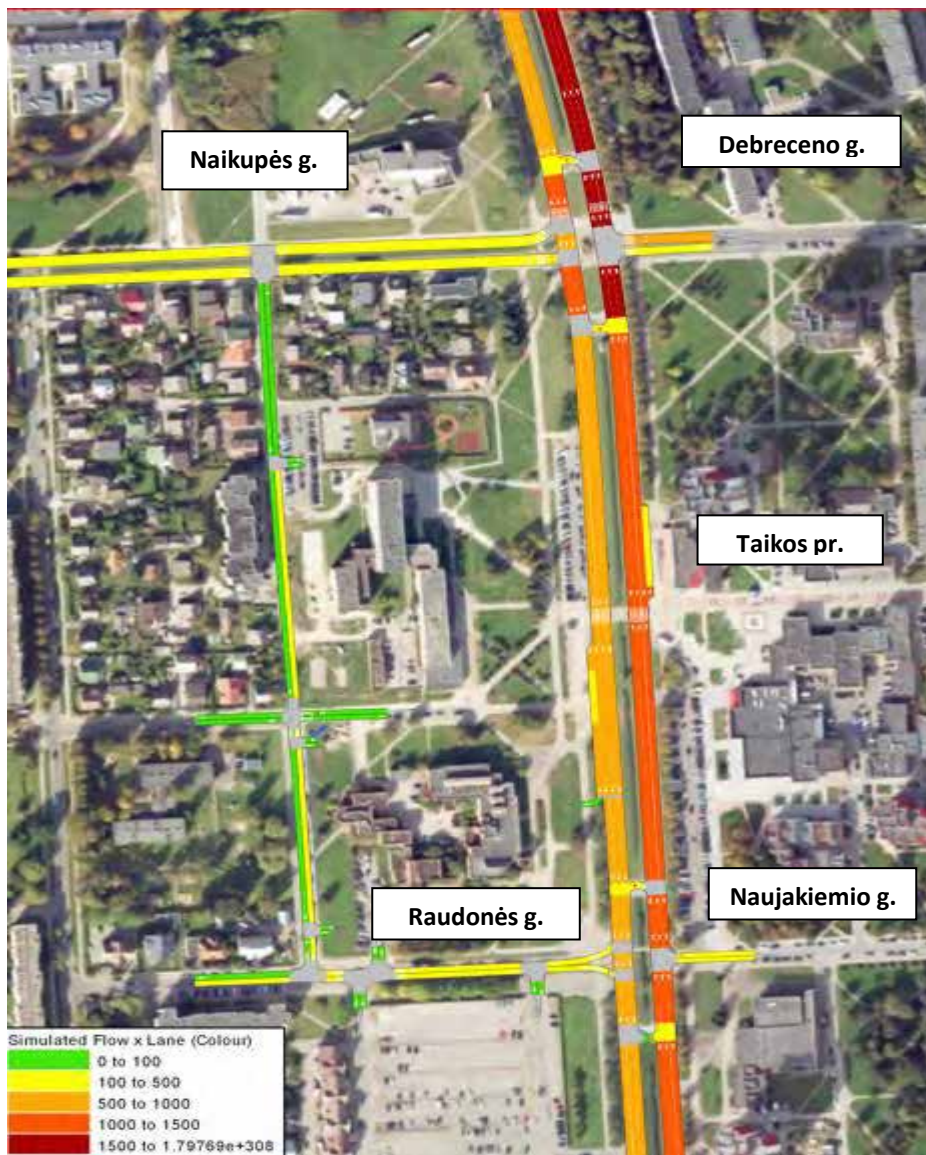 Naikupės g.
Debreceno g.
Taikos pr.
Raudonės g.
Naujakiemio g.
Simulated Flow x Lane (Colour)
0 to 100
100 to 500
500 to 1000
1000 to 1500
1500 to 1.79769e+308